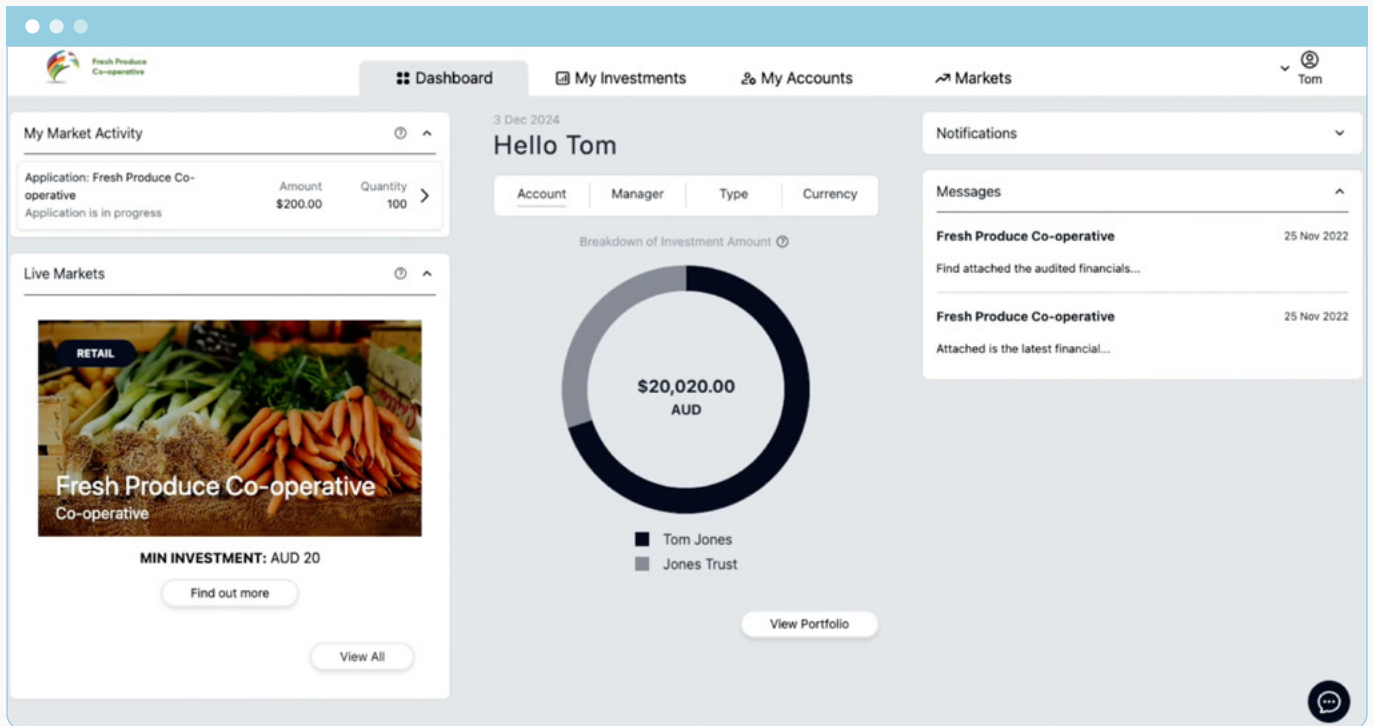 Fresh Produce
Co-operative
Dashboard
My Investments
My Accounts
Markets
Tom
My Market Activity
Application: Fresh Produce Co-
operative
Application is in progress
Amount
$200.00
Quantity
100
Live Markets
RETAIL
Fresh Produce Co-operative
Co-operative
MIN INVESTMENT: AUD 20
Find out more
View All
3 Dec 2024
Hello Tom
Account
Manager
Type
Currency
Breakdown of Investment Amount
$20,020.00
AUD
Tom Jones
Jones Trust
View Portfolio
Notifications
Messages
Fresh Produce Co-operative 25 Nov 2022
Find attached the audited financials...
Fresh Produce Co-operative 25 Nov 2022
Attached is the latest financial...